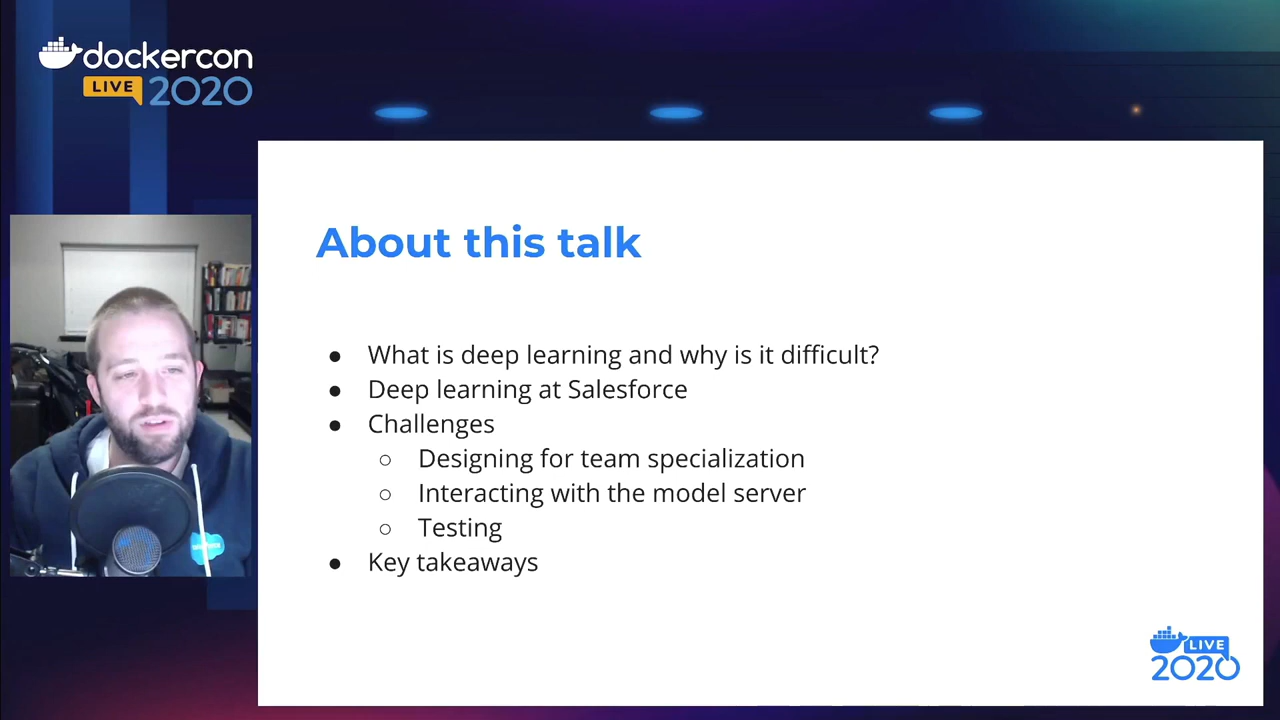 dockercon
LIVE 2020
About this talk
● What is deep learning and why is it difficult?
● Deep learning at Salesforce
● Challenges
○ Designing for team specialization
○ Interacting with the model server
○ Testing
● Key takeaways
LIVE
2020